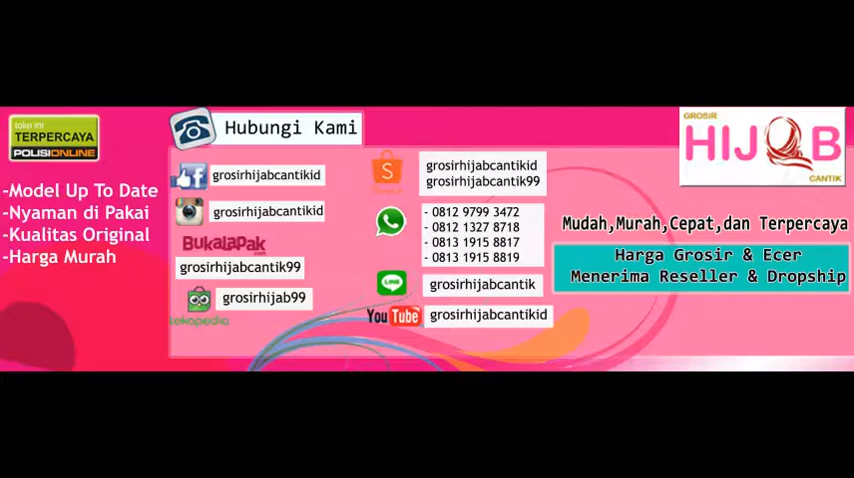 toko ini
TERPERCAYA
POLISIONLINE
-Model Up To Date
-Nyaman di Pakai
-Kualitas Original
-Harga Murah
Hubungi Kami
grosirhijabcantikid
grosirhijabcantikid
BukaLapak
.com
grosirhijabcantik99
grosirhijab99
tokopedia
grosirhijabcantikid
grosirhijabcantik99
- 0812 9799 3472
- 0812 1327 8718
- 0813 1915 8817
- 0813 1915 8819
LINE
grosirhijabcantik
YouTube
grosirhijabcantikid
GROSIR
HIJAB
CANTIK
Mudah,Murah,Cepat,dan Terpercaya
Harga Grosir & Ecer
Menerima Reseller & Dropship